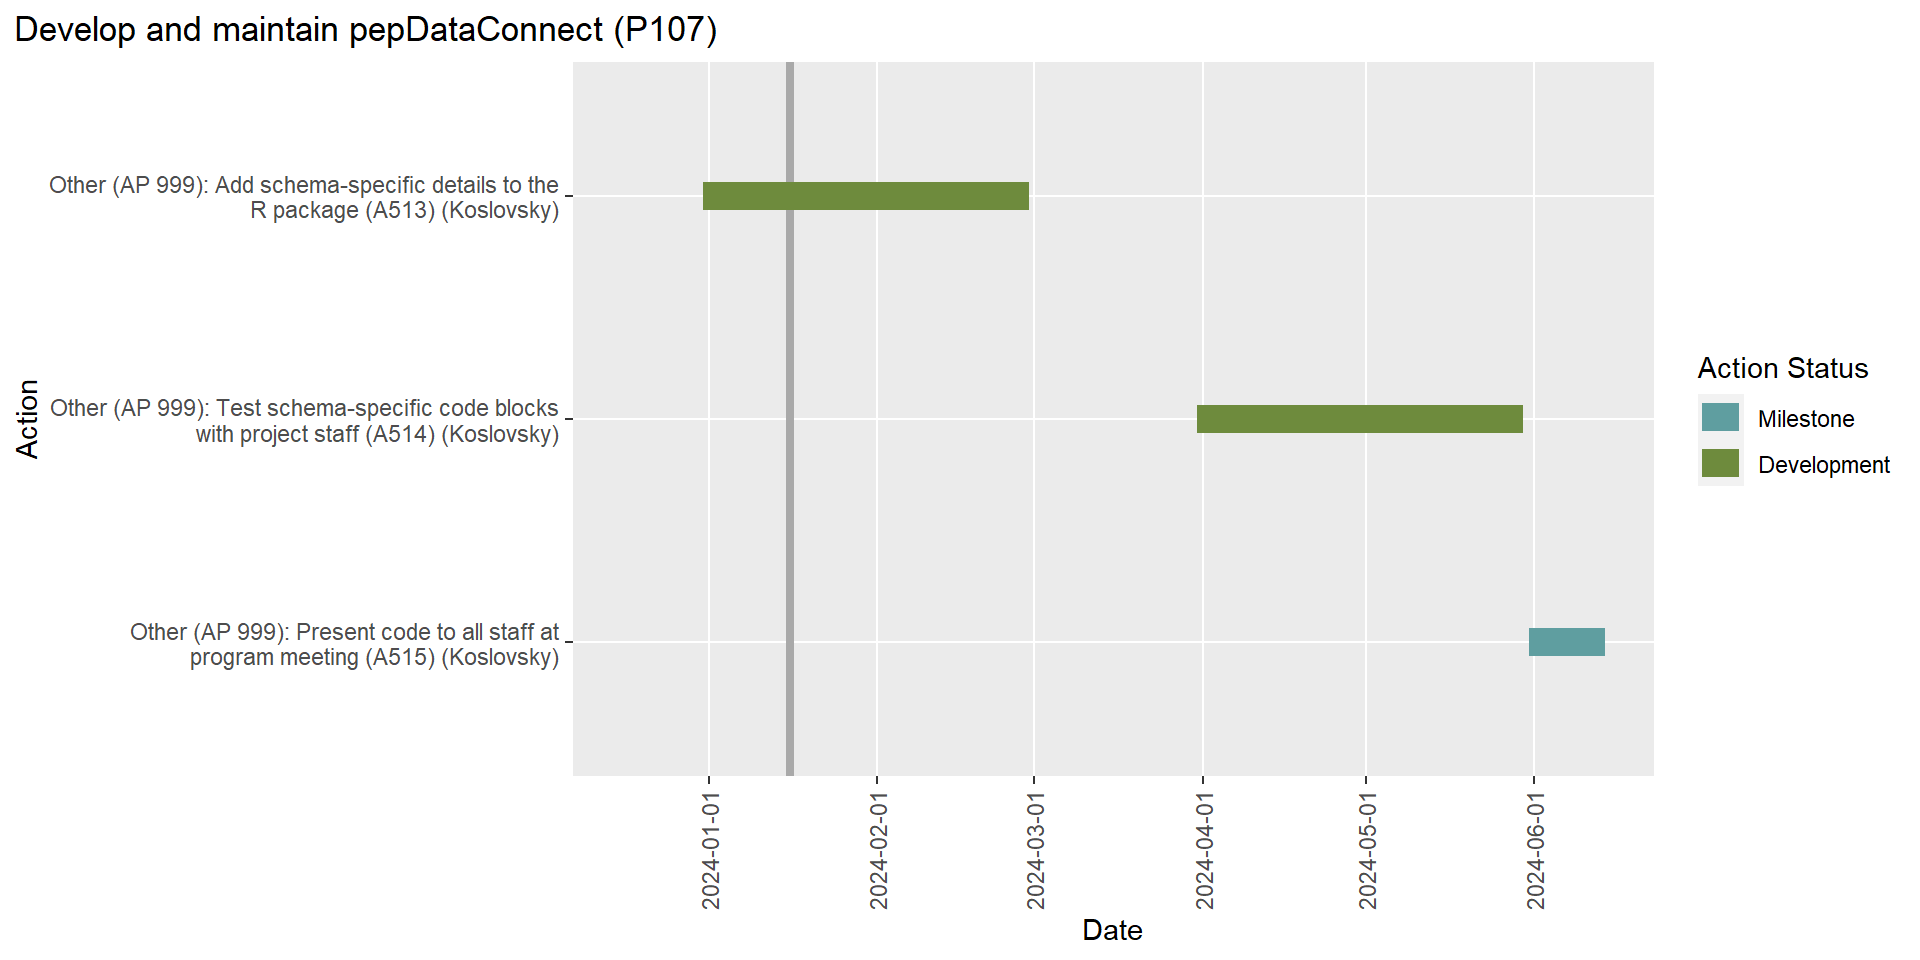 Develop and maintain pepDataConnect (P107)
Other (AP 999): Add schema-specific details to the
R package (A513) (Koslovsky)
Other (AP 999): Test schema-specific code blocks
with project staff (A514) (Koslovsky)
Other (AP 999): Present code to all staff at
program meeting (A515) (Koslovsky)
Action
2024-01-01
2024-02-01
2024-03-01
2024-04-01
2024-05-01
2024-06-01
Date
Action Status
Milestone
Development